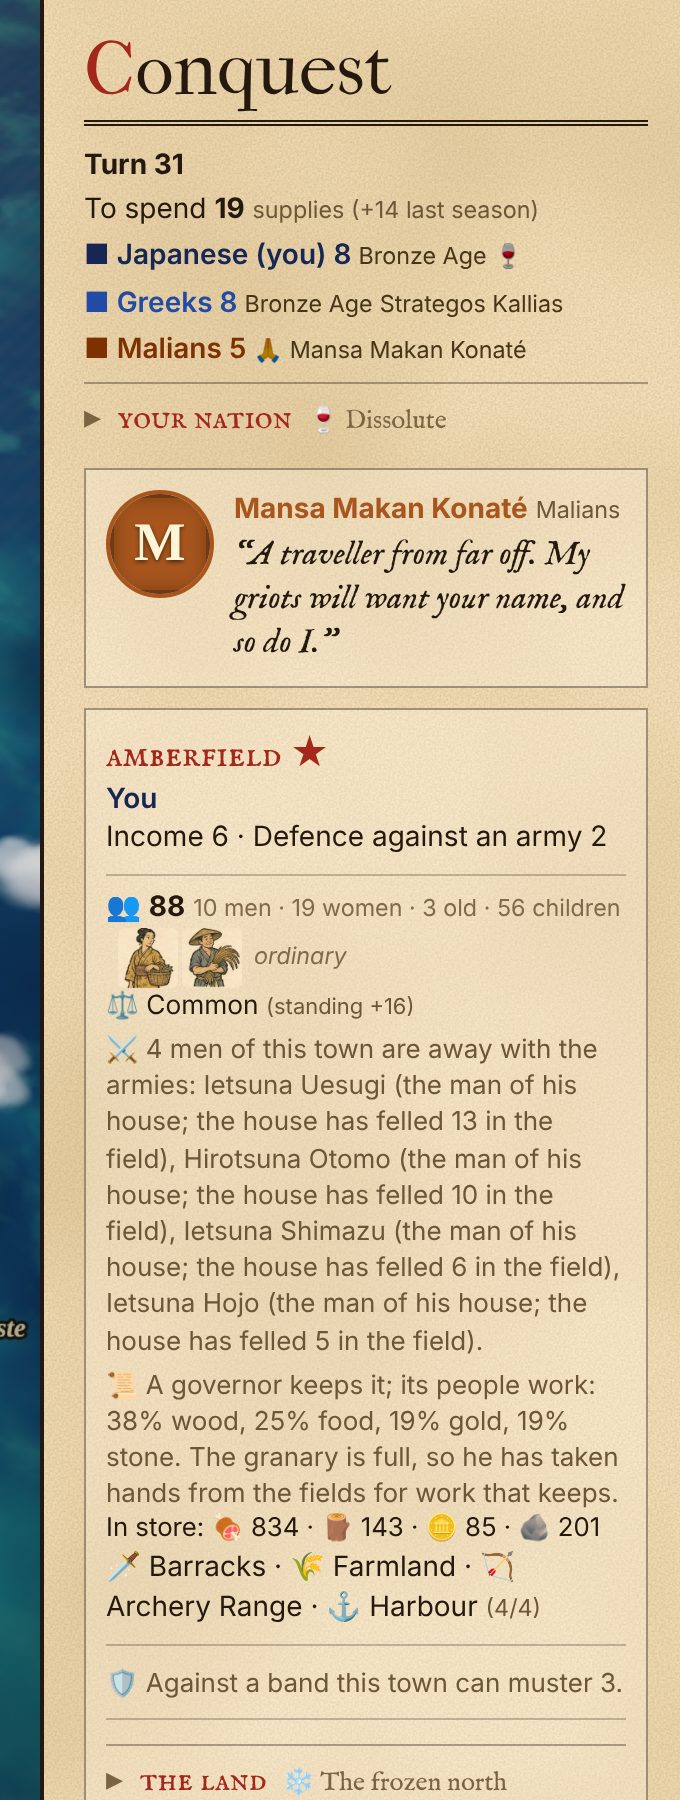 Conquest
Turn 31
To spend 19 supplies (+14 last season)
Japanese (you) 8 Bronze Age 🍷
Greeks 8 Bronze Age Strategos Kallias
Malians 5 🙏 Mansa Makan Konaté
▶ YOUR NATION 🍷 Dissolute
M
Mansa Makan Konaté Malians
“A traveller from far off. My
griots will want your name, and
so do I.”
AMBERFIELD ★
You
Income 6 · Defence against an army 2
👥 88 10 men · 19 women · 3 old · 56 children
ordinary
⚖️ Common (standing +16)
⚔️ 4 men of this town are away with the
armies: Ietsuna Uesugi (the man of his
house; the house has felled 13 in the
field), Hirotsuna Otomo (the man of his
house; the house has felled 10 in the
field), Ietsuna Shimazu (the man of his
house; the house has felled 6 in the field),
Ietsuna Hojo (the man of his house; the
house has felled 5 in the field).
📜 A governor keeps it; its people work:
38% wood, 25% food, 19% gold, 19%
stone. The granary is full, so he has taken
hands from the fields for work that keeps.
In store: 🍖 834 · 🪵 143 · 🪙 85 · 🪨 201
🗡️ Barracks · 🌾 Farmland · 🏹
Archery Range · ⚓ Harbour (4/4)
🛡️ Against a band this town can muster 3.
▶ THE LAND ❄️ The frozen north
ste